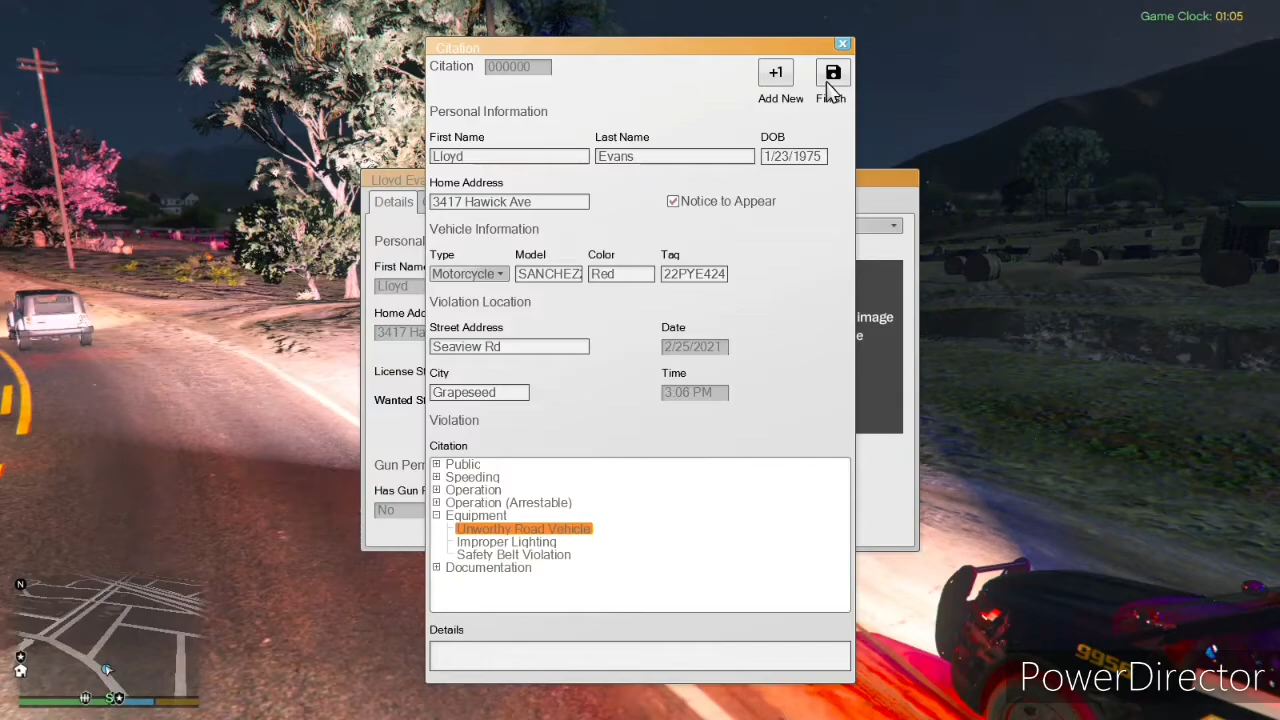 Game Clock: 01:05
Citation
Citation 000000
+1
Add New
Personal Information
First Name Last Name DOB
Lloyd Evans 1/23/1975
Home Address
3417 Hawick Ave Notice to Appear
Vehicle Information
Type Model Color Tag
Motorcycle SANCHEZ Red 22PYE424
Violation Location
Street Address Date
Seaview Rd 2/25/2021
City Time
Grapeseed 3:06 PM
Violation
Citation
Public
Speeding
Operation
Operation (Arrestable)
Equipment
Unworthy Road Vehicle
Improper Lighting
Safety Belt Violation
Documentation
Details
Lloyd Eva
Details
Personal
First Name
Lloyd
Home Add
3417 Ha
License St
Wanted St
Gun Perm
Has Gun
No
image
e
N
S
PowerDirector